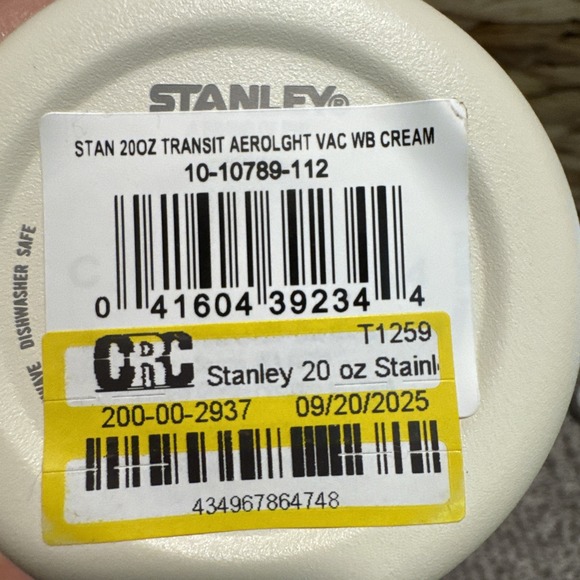 STANLEY®
STAN 20OZ TRANSIT AEROLGHT VAC WB CREAM
10-10789-112
0 41604 39234 4
DISHWASHER SAFE
T1259
CRC Stanley 20 oz Stainl
200-00-2937 09/20/2025
434967864748